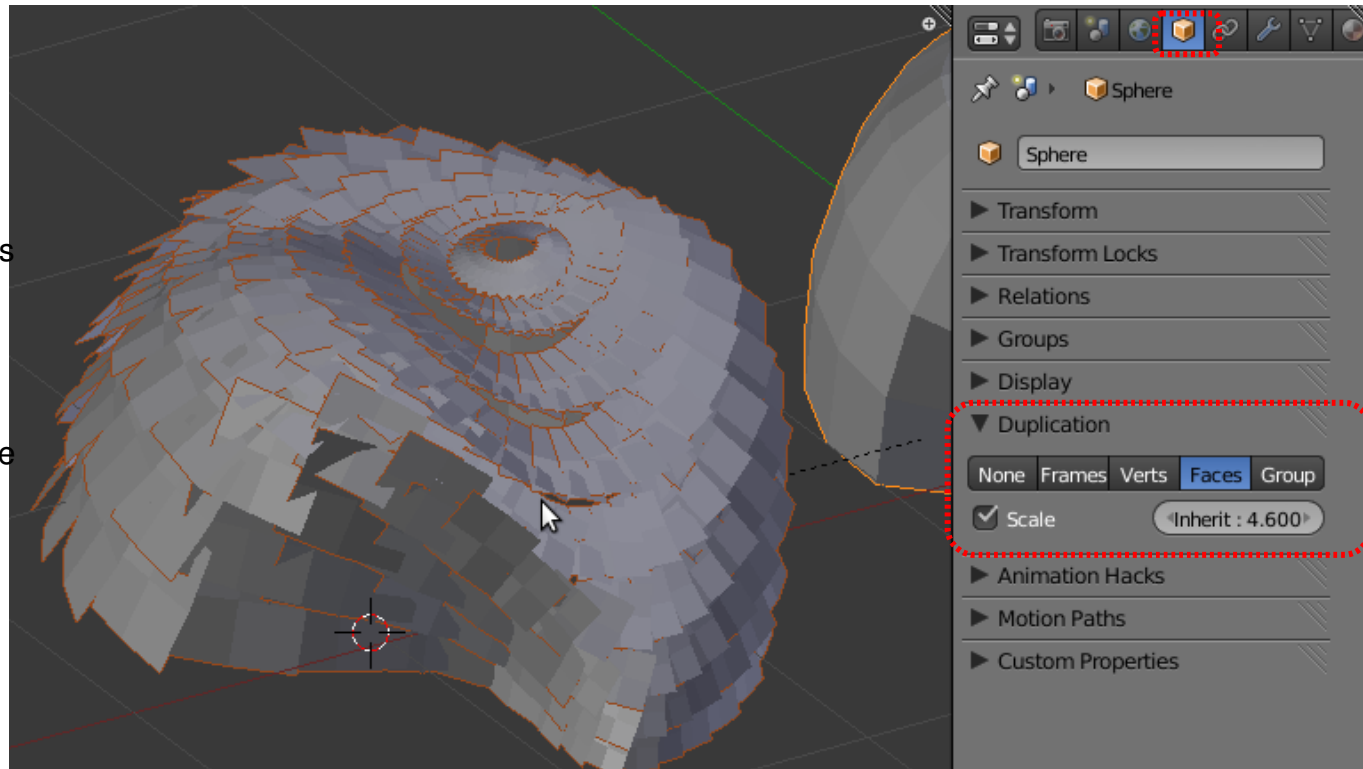 Sphere
Sphere
Transform
Transform Locks
Relations
Groups
s
Display
Duplication
e
None Frames Verts Faces Group
Scale Inherit : 4.600
Animation Hacks
Motion Paths
Custom Properties